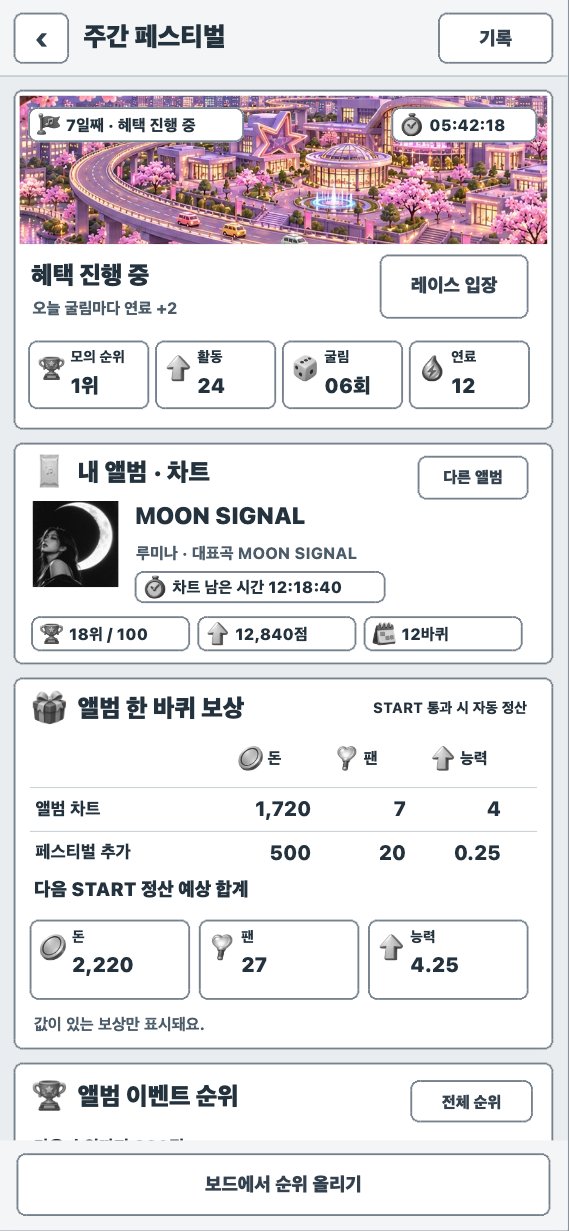 ‹ 주간 페스티벌 기록
7일째 · 혜택 진행 중 05:42:18
혜택 진행 중
레이스 입장
오늘 굴림마다 연료 +2
모의 순위 활동 굴림 연료
1위 24 06회 12
내 앨범 · 차트 다른 앨범
MOON SIGNAL
루미나 · 대표곡 MOON SIGNAL
차트 남은 시간 12:18:40
18위 / 100 12,840점 12바퀴
앨범 한 바퀴 보상 START 통과 시 자동 정산
돈 팬 능력
앨범 차트 1,720 7 4
페스티벌 추가 500 20 0.25
다음 START 정산 예상 합계
돈 팬 능력
2,220 27 4.25
값이 있는 보상만 표시돼요.
앨범 이벤트 순위 전체 순위
보드에서 순위 올리기